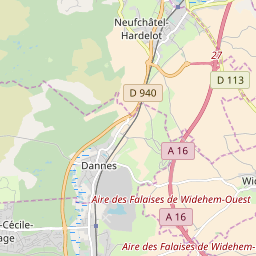 Neufchâtel-
Hardelot
27
D 113
D 940
A 16
Dannes
Wid
Aire des Falaises de Widehem-Ouest
-Cécile-
age
A 16
Aire des Falaises de Widehem-